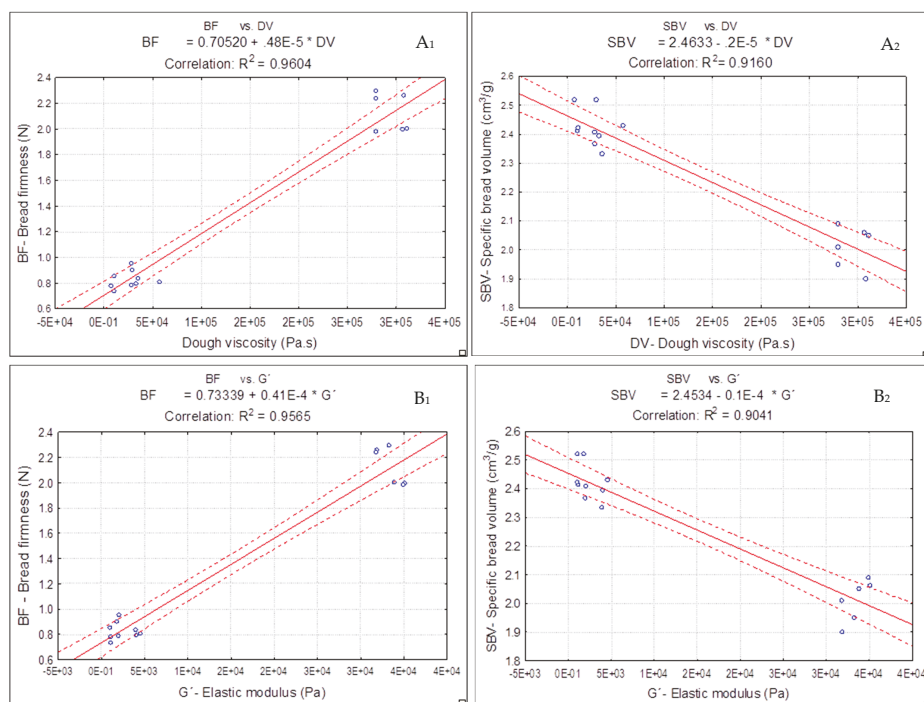 BF vs. DV
BF = 0.70520 + .48E-5 * DV
Correlation: R² = 0.9604
A1
2.4
2.2
2.0
1.8
1.6
1.4
1.2
1.0
0.8
0.6
BF- Bread firmness (N)
-5E+04 0E+01 5E+04 1E+05 2E+05 2E+05 3E+05 3E+05 4E+05 4E+05
Dough viscosity (Pa.s)
SBV vs. DV
SBV = 2.4633 - .2E-5 * DV
Correlation: R² = 0.9160
A2
2.6
2.5
2.4
2.3
2.2
2.1
2.0
1.9
1.8
SBV- Specific bread volume (cm³/g)
-5E+04 0E+01 5E+04 1E+05 2E+05 2E+05 3E+05 3E+05 4E+05 4E+05
DV- Dough viscosity (Pa.s)
BF vs. G´
BF = 0.73339 + 0.41E-4 * G´
Correlation: R² = 0.9565
B1
2.4
2.2
2.0
1.8
1.6
1.4
1.2
1.0
0.8
0.6
BF - Bread firmness (N)
-5E+03 0E+01 5E+03 1E+04 2E+04 2E+04 3E+04 3E+04 4E+04 4E+04
G´- Elastic modulus (Pa)
SBV vs. G´
SBV = 2.4534 - 0.1E-4 * G´
Correlation: R² = 0.9041
B2
2.6
2.5
2.4
2.3
2.2
2.1
2.0
1.9
1.8
SBV- Specific bread volume (cm³/g)
-5E+03 0E+01 5E+03 1E+04 2E+04 2E+04 3E+04 3E+04 4E+04 4E+04
G´- Elastic modulus (Pa)